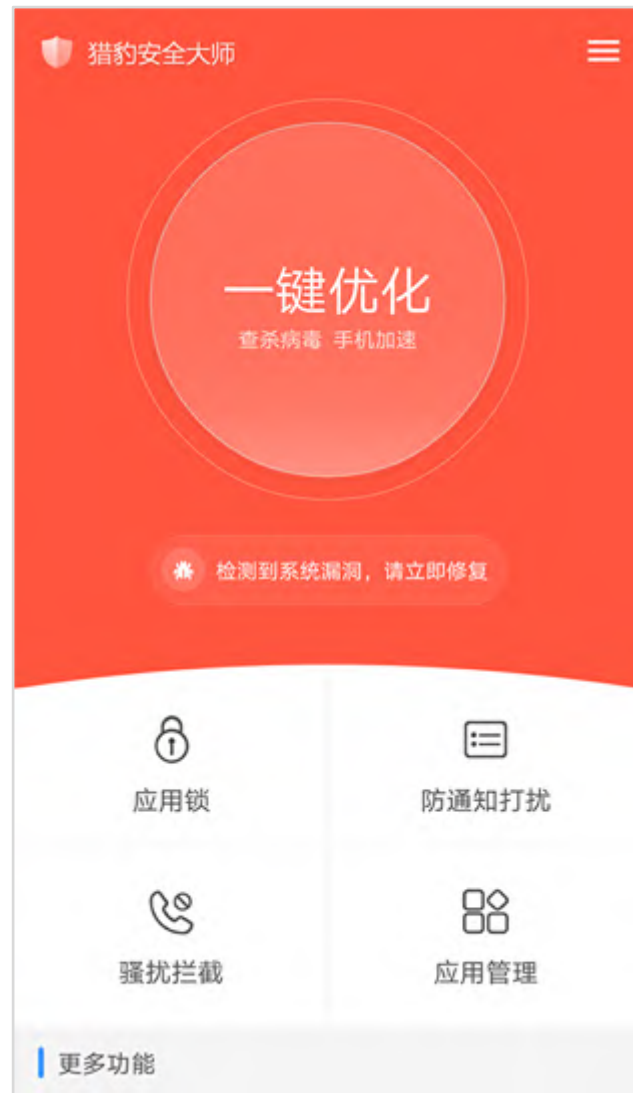 猎豹安全大师
一键优化
查杀病毒 手机加速
检测到系统漏洞，请立即修复
应用锁
防通知打扰
骚扰拦截
应用管理
更多功能